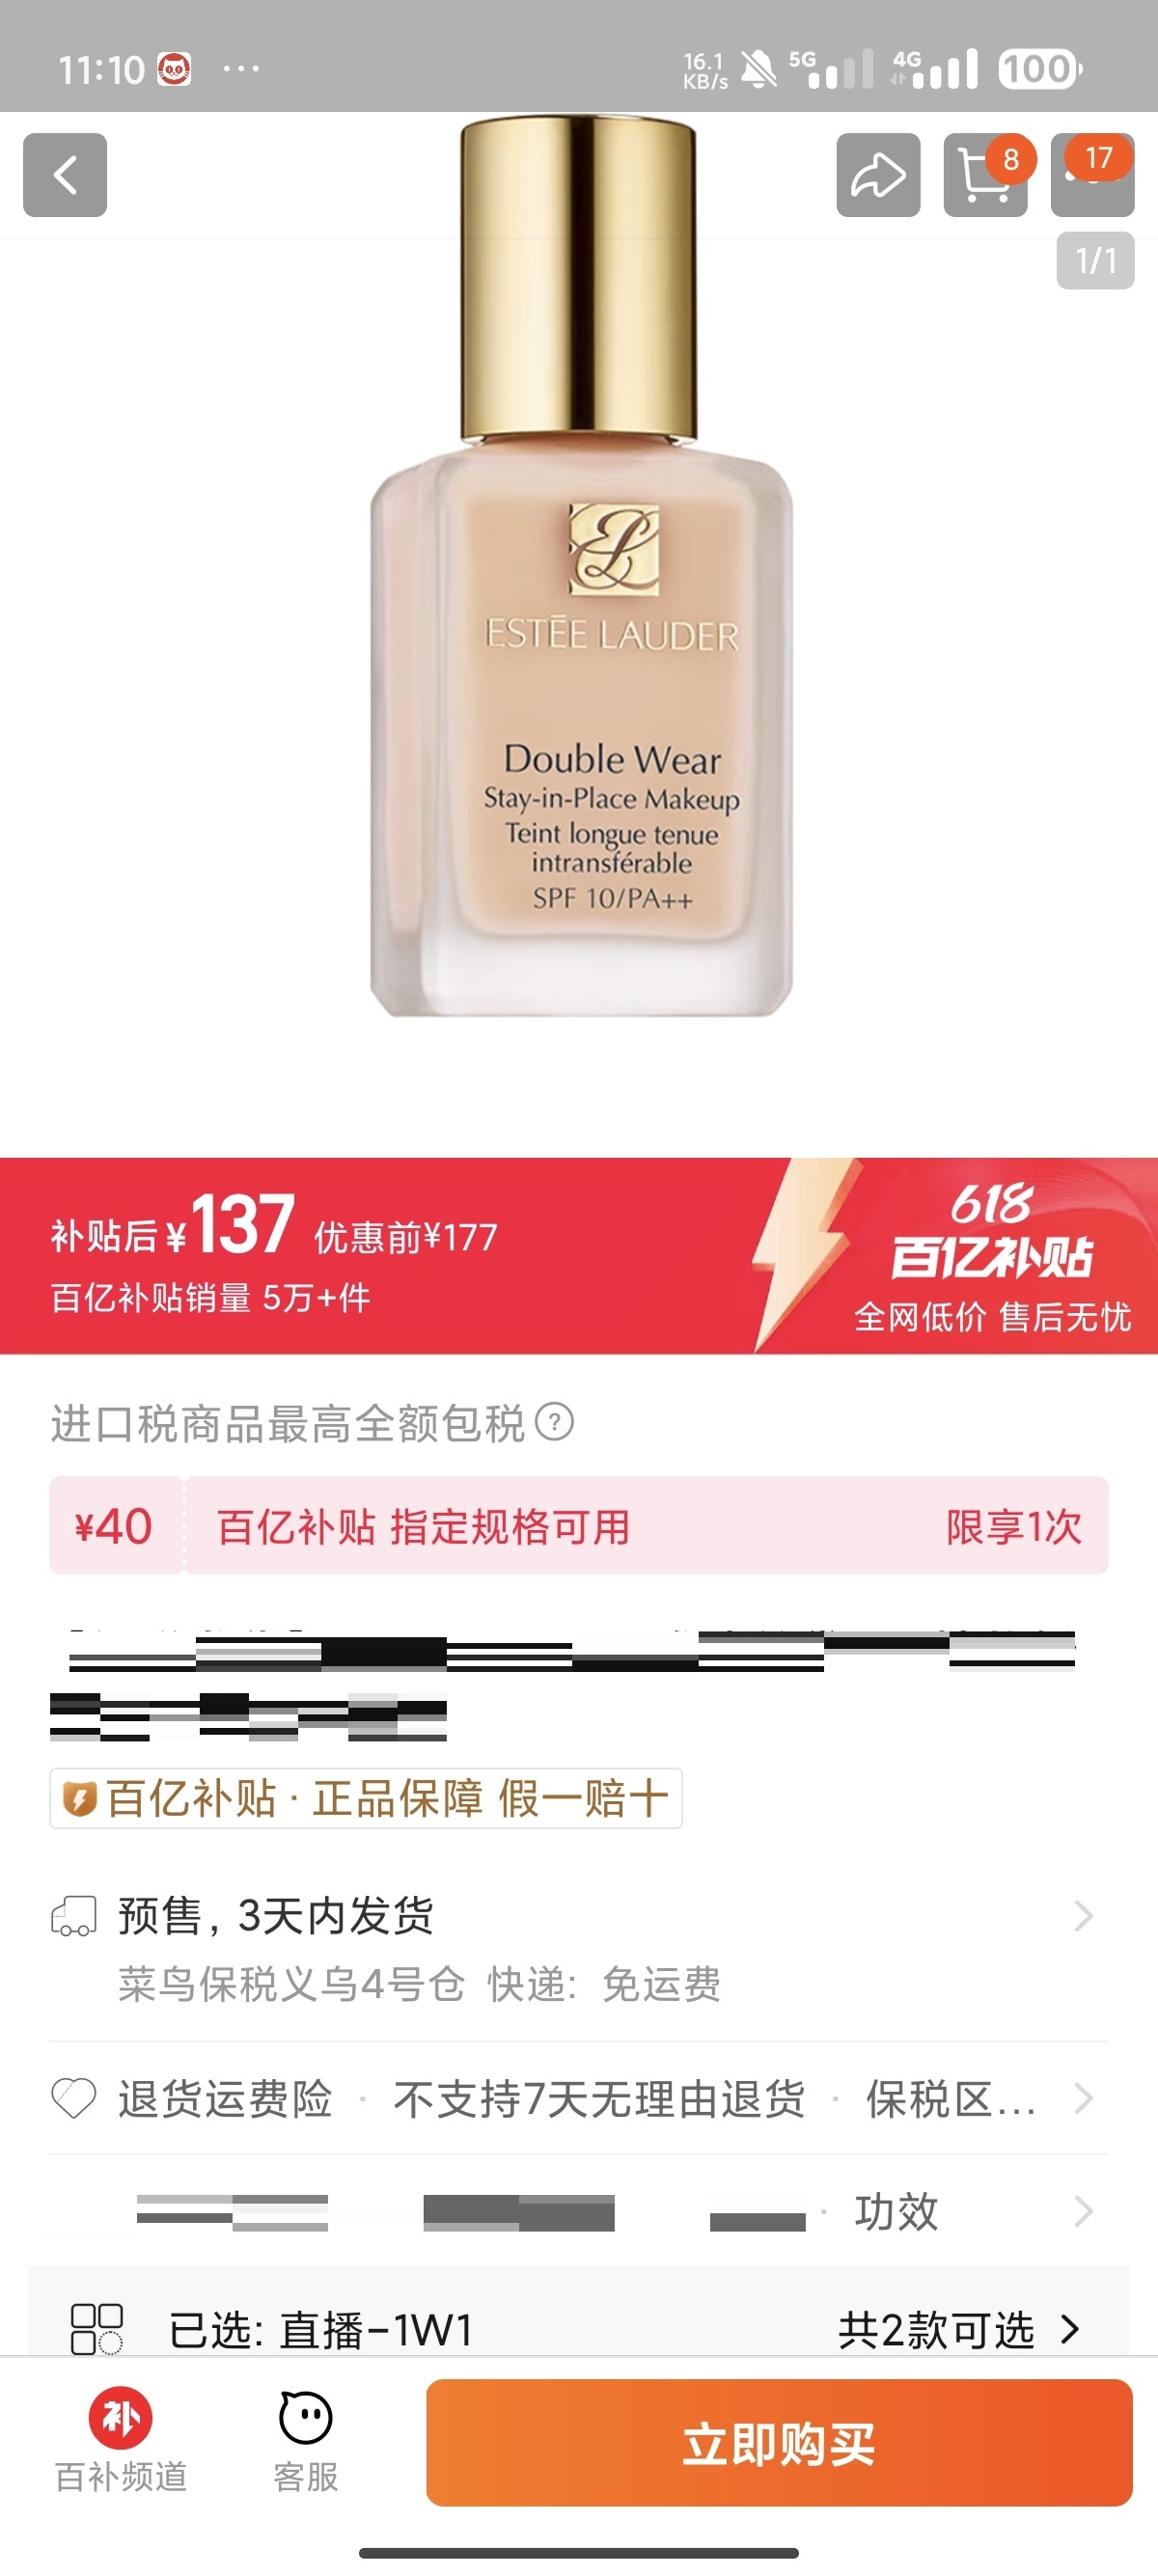 11:10
16.1
KB/s
5G
4G
100
8
17
1/1
ESTĒE LAUDER
Double Wear
Stay-in-Place Makeup
Teint longue tenue
intransférable
SPF 10/PA++
补贴后 ¥137 优惠前¥177
百亿补贴销量 5万+件
618
百亿补贴
全网低价 售后无忧
进口税商品最高全额包税 ?
¥40 百亿补贴 指定规格可用 限享1次
百亿补贴 · 正品保障 假一赔十
预售, 3天内发货
菜鸟保税义乌4号仓 快递: 免运费
退货运费险 · 不支持7天无理由退货 · 保税区...
· 功效
已选: 直播-1W1 共2款可选
补
百补频道
客服
立即购买